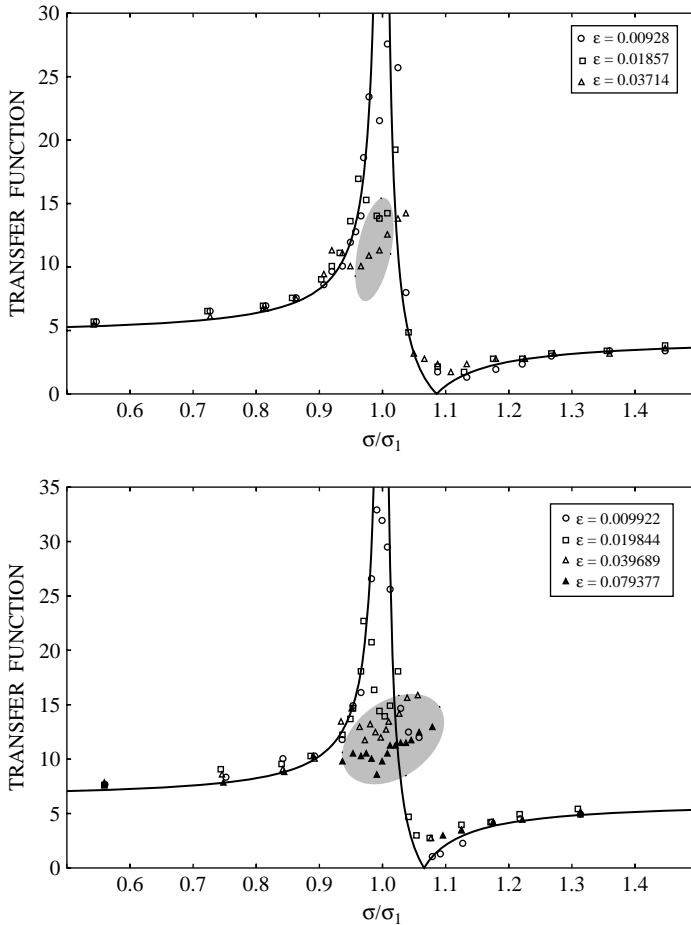 30
25
20
15
10
5
0
TRANSFER FUNCTION
ε = 0.00928
ε = 0.01857
ε = 0.03714
0.6 0.7 0.8 0.9 1.0 1.1 1.2 1.3 1.4
σ/σ1
35
30
25
20
15
10
5
0
TRANSFER FUNCTION
ε = 0.009922
ε = 0.019844
ε = 0.039689
ε = 0.079377
0.6 0.7 0.8 0.9 1.0 1.1 1.2 1.3 1.4
σ/σ1